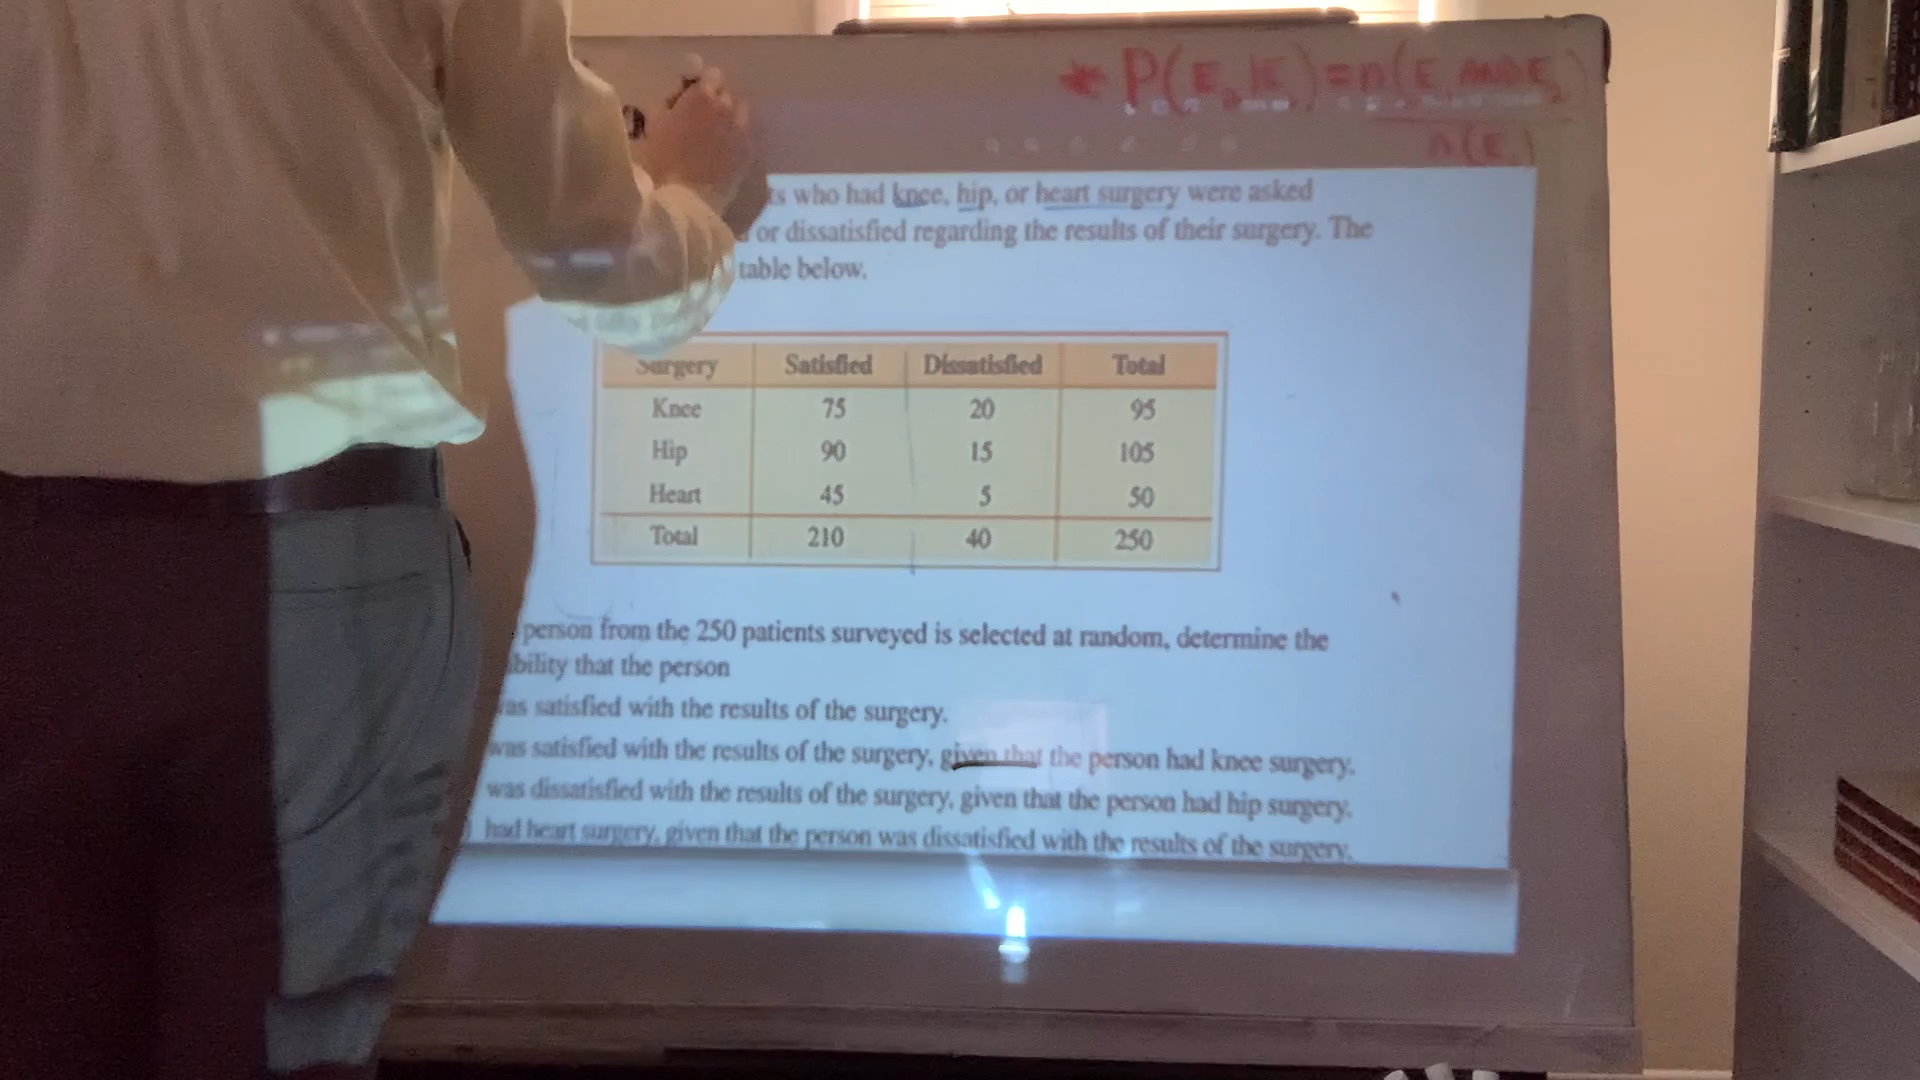 * P(E₂|E₁) = n(E₁ AND E₂)
n(E₁)
who had knee, hip, or heart surgery were asked
or dissatisfied regarding the results of their surgery. The
table below.
Surgery Satisfied Dissatisfied Total
Knee 75 20 95
Hip 90 15 105
Heart 45 5 50
Total 210 40 250
person from the 250 patients surveyed is selected at random, determine the
bility that the person
as satisfied with the results of the surgery.
was satisfied with the results of the surgery, given that the person had knee surgery.
was dissatisfied with the results of the surgery, given that the person had hip surgery.
had heart surgery, given that the person was dissatisfied with the results of the surgery.